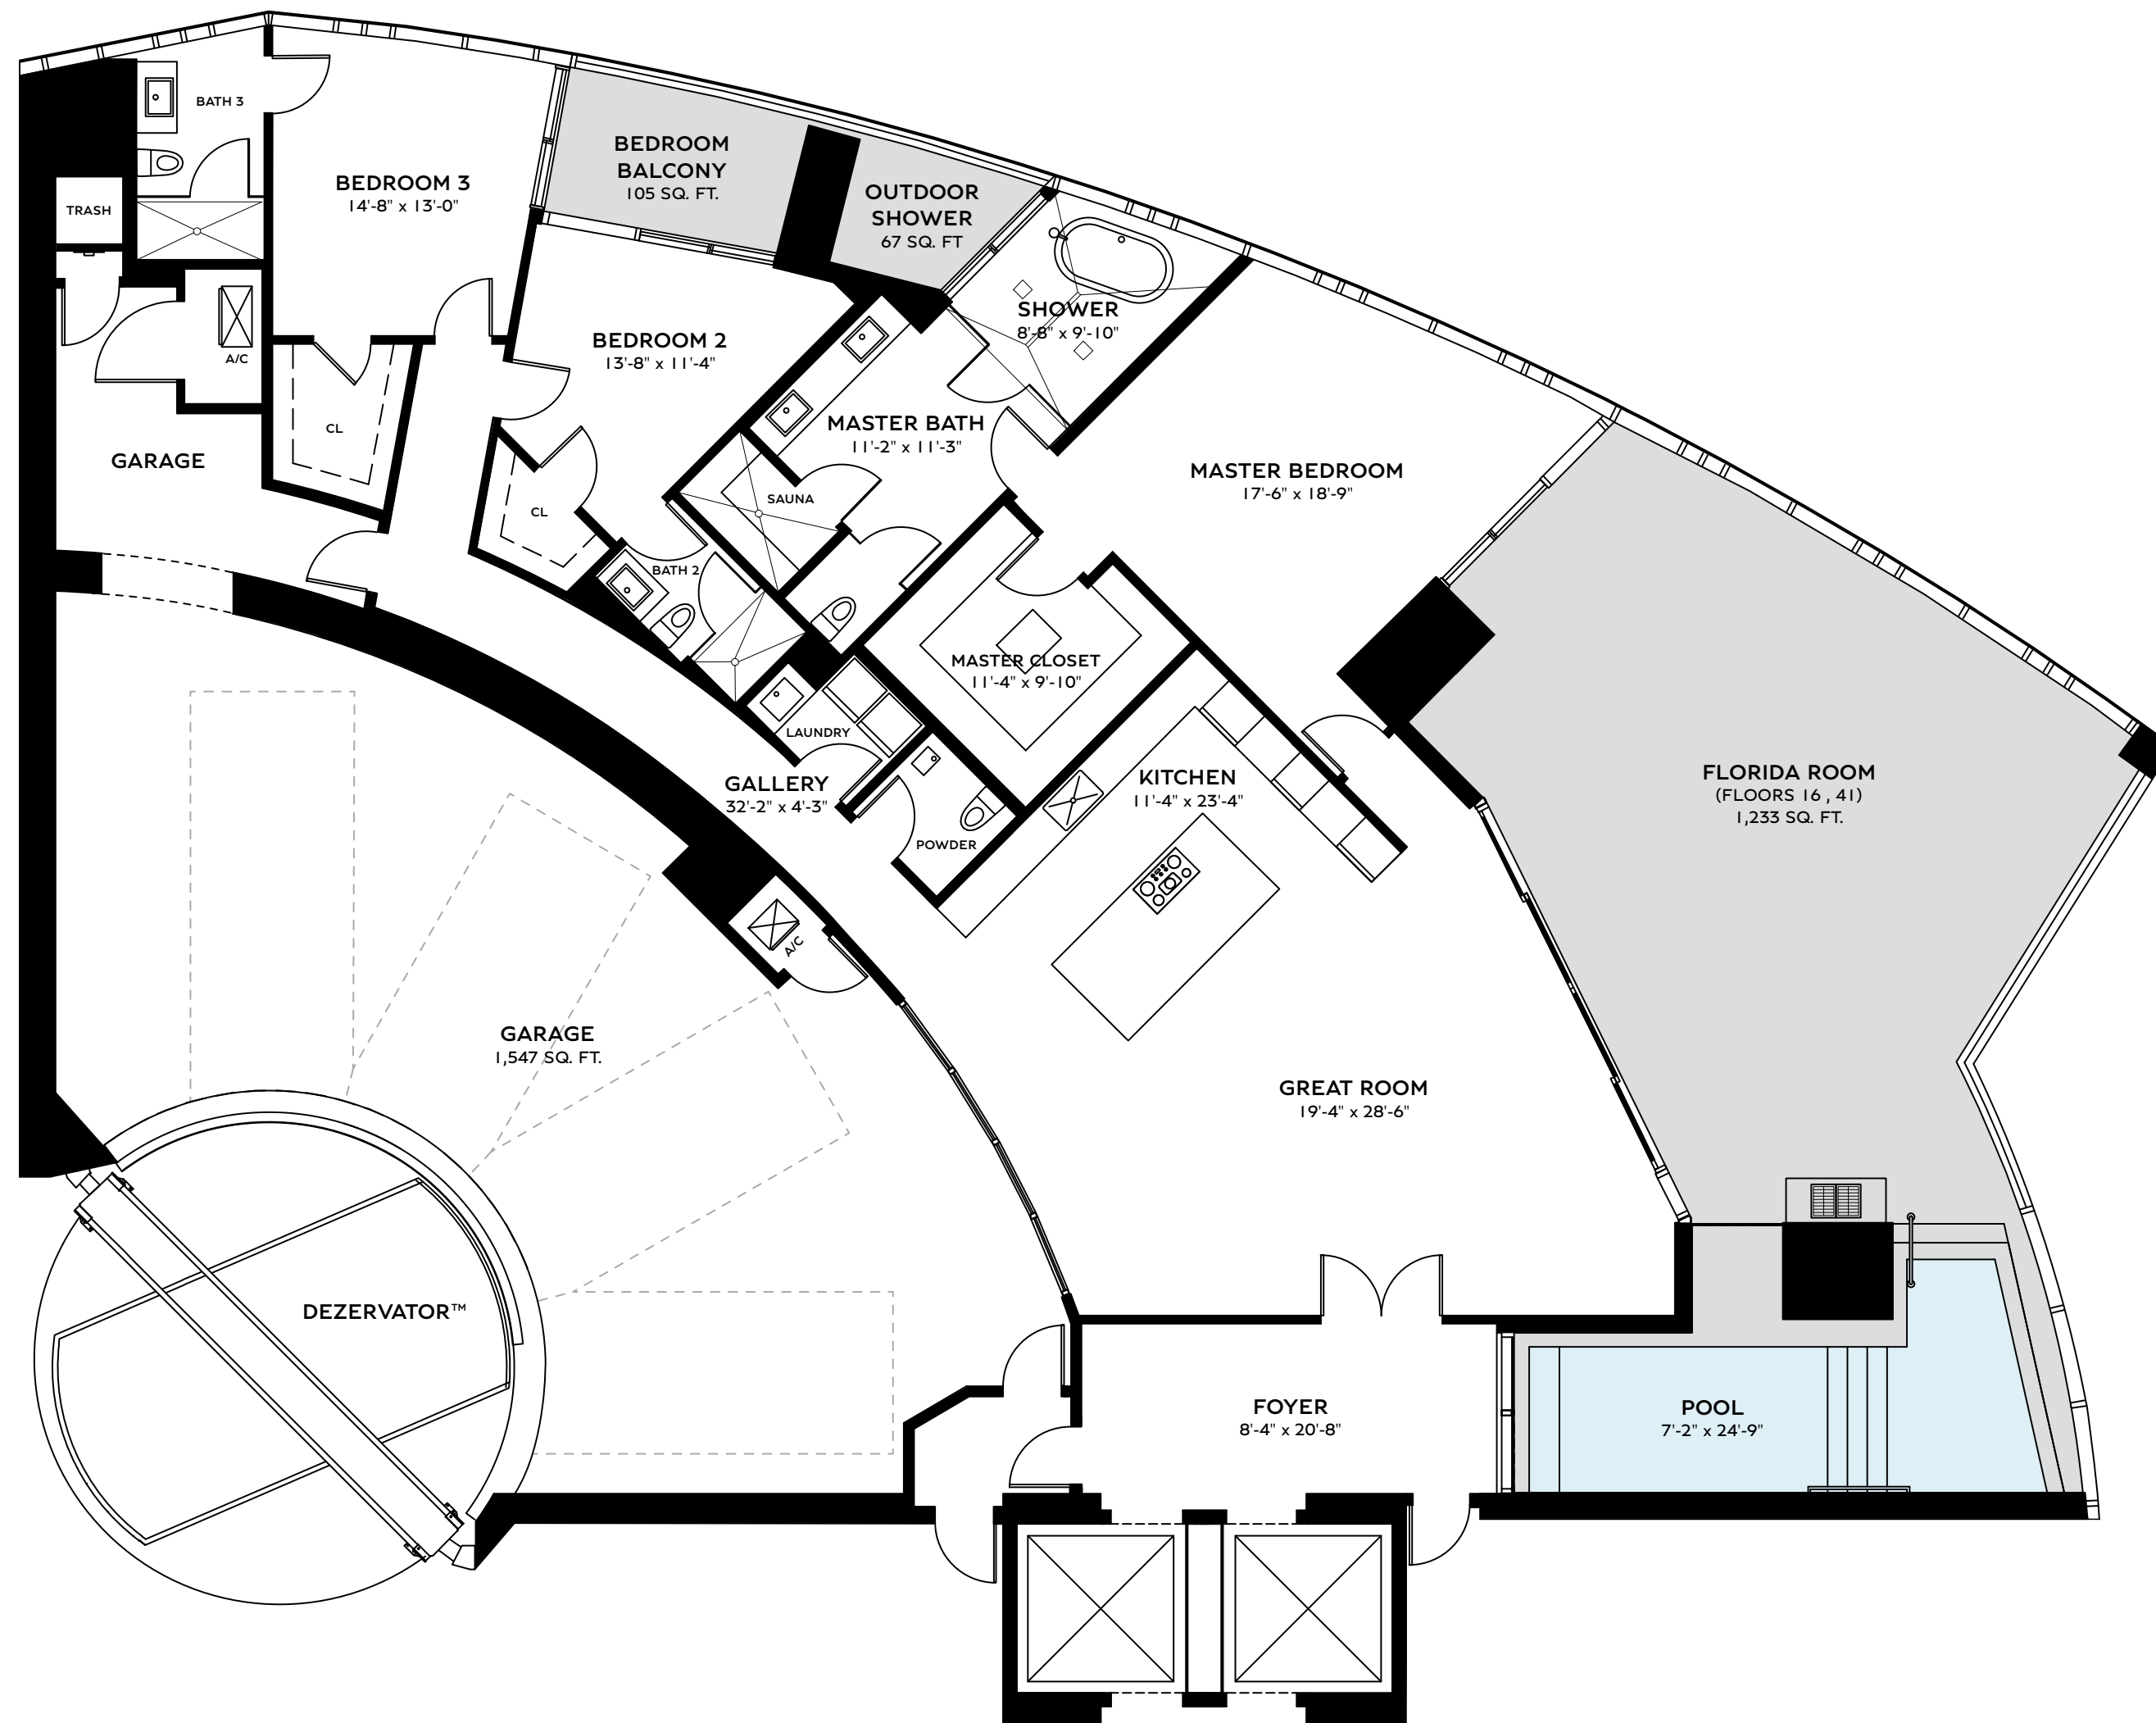 BATH 3
BEDROOM 3
14'-8" x 13'-0"
BEDROOM
BALCONY
105 SQ. FT.
OUTDOOR
SHOWER
67 SQ. FT
TRASH
A/C
SHOWER
8'-8" x 9'-10"
BEDROOM 2
13'-8" x 11'-4"
CL
GARAGE
MASTER BATH
11'-2" x 11'-3"
MASTER BEDROOM
17'-6" x 18'-9"
SAUNA
CL
BATH 2
MASTER CLOSET
11'-4" x 9'-10"
LAUNDRY
GALLERY
32'-2" x 4'-3"
KITCHEN
11'-4" x 23'-4"
FLORIDA ROOM
(FLOORS 16 , 41)
1,233 SQ. FT.
POWDER
A/C
GARAGE
1,547 SQ. FT.
GREAT ROOM
19'-4" x 28'-6"
DEZERVATOR™
FOYER
8'-4" x 20'-8"
POOL
7'-2" x 24'-9"